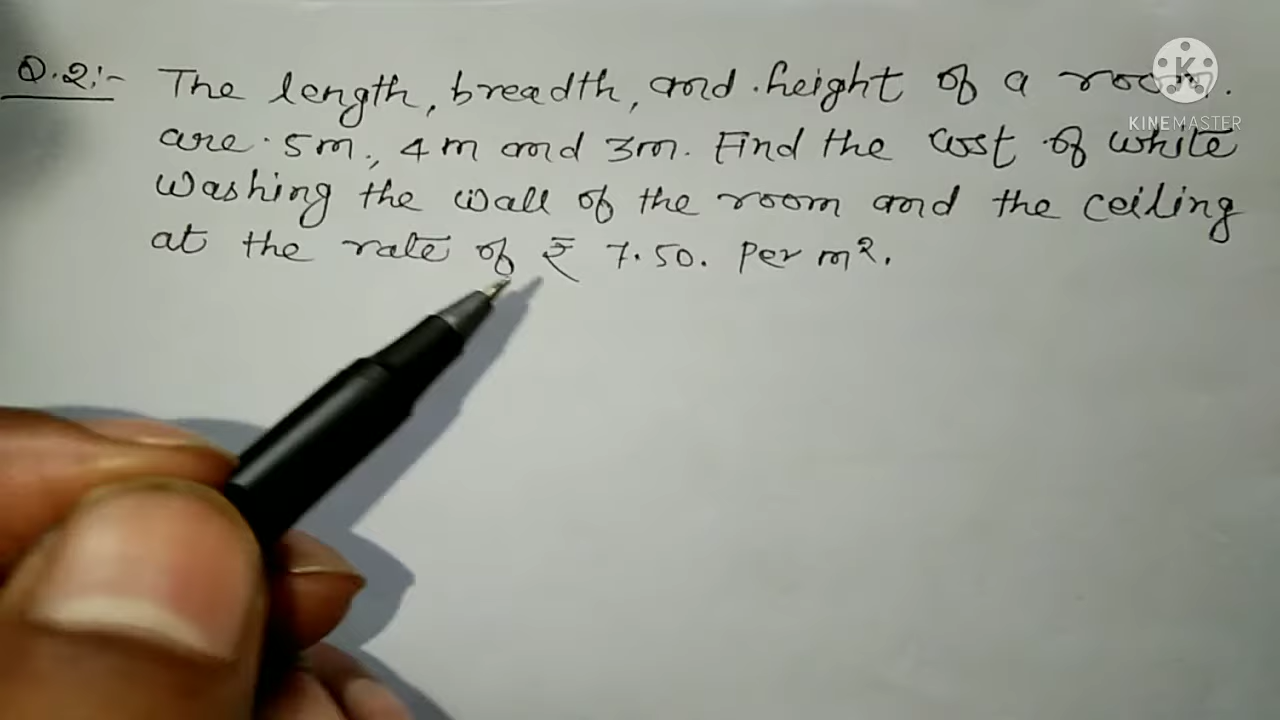 Q.2:- The length, breadth, and height of a room.
are 5m, 4m and 3m. Find the cost of white
washing the wall of the room and the ceiling
at the rate of ₹ 7.50. Per m².
K
KINEMASTER